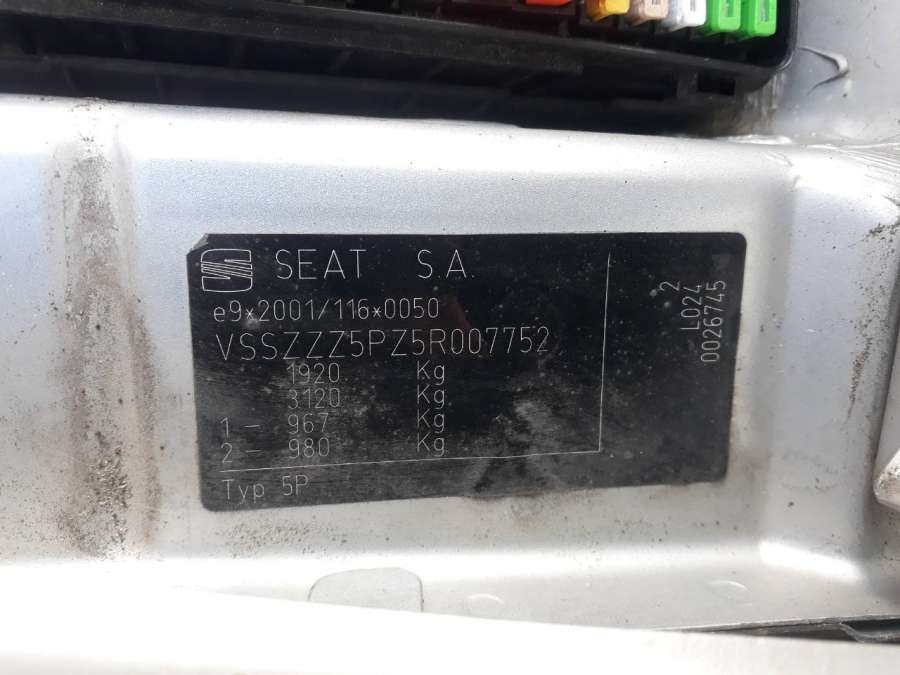 SEAT S.A.
e9*2001/116*0050
VSSZZZ5PZ5R007752
1920 Kg
3120 Kg
1 - 967 Kg
2 - 980 Kg
Typ 5P
2
L024
0026745